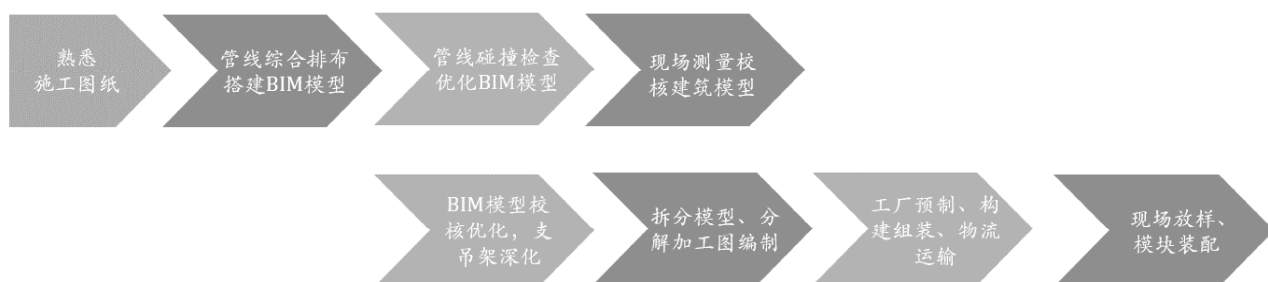 熟悉
施工图纸
管线综合排布
搭建BIM模型
管线碰撞检查
优化BIM模型
现场测量校
核建筑模型
BIM模型校
核优化，支
吊架深化
拆分模型、分
解加工图编制
工厂预制、构
建组装、物流
运输
现场放样、
模块装配